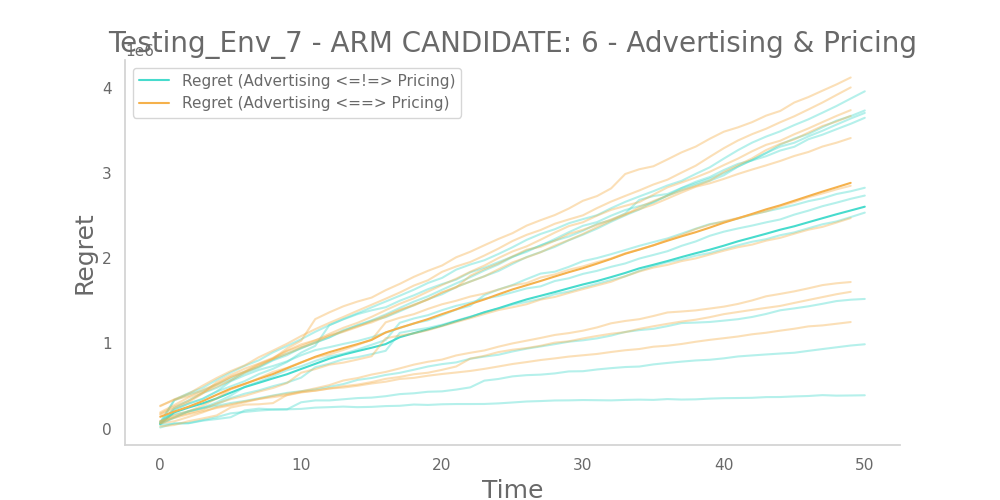 Testing_Env_7 - ARM CANDIDATE: 6 - Advertising & Pricing
1e6
Regret (Advertising <=!=> Pricing)
Regret (Advertising <==> Pricing)
4
3
2
1
0
Regret
0 10 20 30 40 50
Time